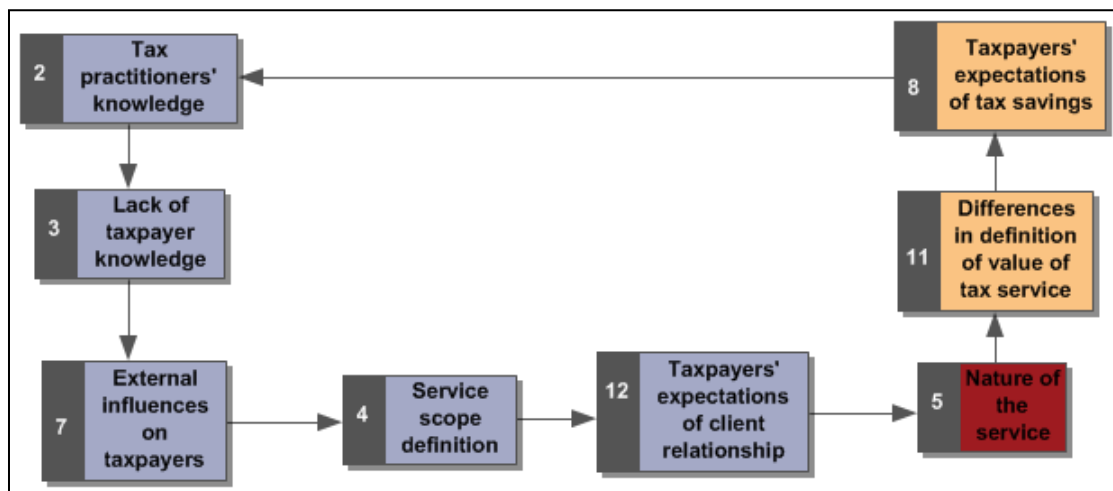 2
Tax
practitioners'
knowledge
8
Taxpayers'
expectations
of tax savings
3
Lack of
taxpayer
knowledge
11
Differences
in definition
of value of
tax service
7
External
influences
on
taxpayers
4
Service
scope
definition
12
Taxpayers'
expectations
of client
relationship
5
Nature of
the
service